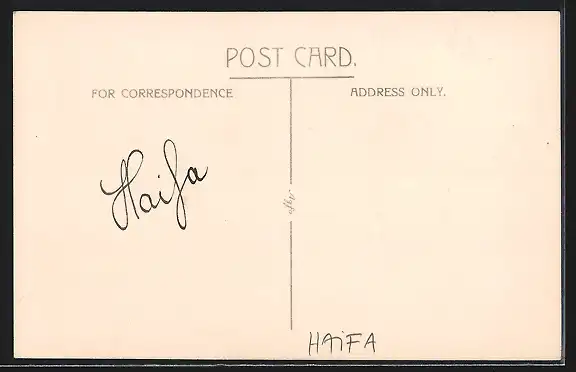 POST CARD.
FOR CORRESPONDENCE
ADDRESS ONLY.
Haifa
HAiFA